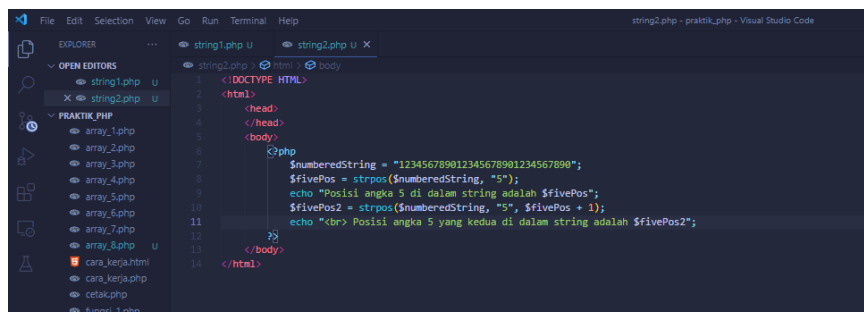 File Edit Selection View Go Run Terminal Help string2.php - praktik_php - Visual Studio Code
EXPLORER ...
OPEN EDITORS
string1.php U
× string2.php U
PRAKTIK_PHP
array_1.php
array_2.php
array_3.php
array_4.php
array_5.php
array_6.php
array_7.php
array_8.php U
cara_kerja.html
cara_kerja.php
cetak.php
fungsi_1.php
string1.php U string2.php U ×
string2.php > html > body
1 <!DOCTYPE HTML>
2 <html>
3 <head>
4 </head>
5 <body>
6 <?php
7 $numberedString = "123456789012345678901234567890";
8 $fivePos = strpos($numberedString, "5");
9 echo "Posisi angka 5 di dalam string adalah $fivePos";
10 $fivePos2 = strpos($numberedString, "5", $fivePos + 1);
11 echo "<br> Posisi angka 5 yang kedua di dalam string adalah $fivePos2";
12 ?>
13 </body>
14 </html>